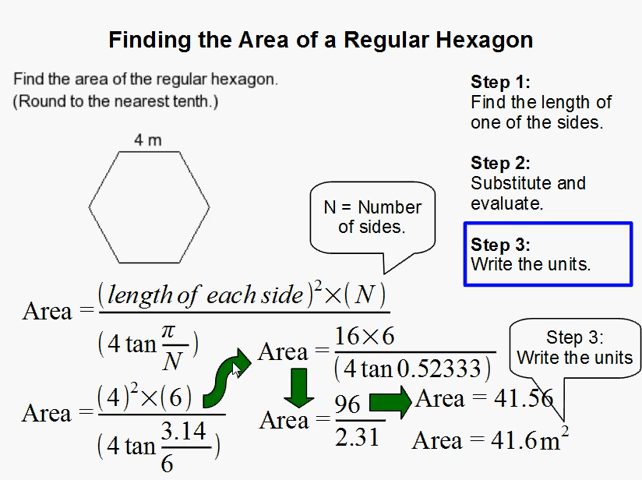 Finding the Area of a Regular Hexagon
Find the area of the regular hexagon.
(Round to the nearest tenth.)
4 m
Step 1:
Find the length of
one of the sides.
Step 2:
Substitute and
evaluate.
Step 3:
Write the units.
N = Number
of sides.
Area = (length of each side)²×(N)
(4 tan π/N)
Area = (4)²×(6)
(4 tan 3.14/6)
Area = 16×6
(4 tan 0.52333)
Area = 96
2.31
Area = 41.56
Area = 41.6m²
Step 3:
Write the units